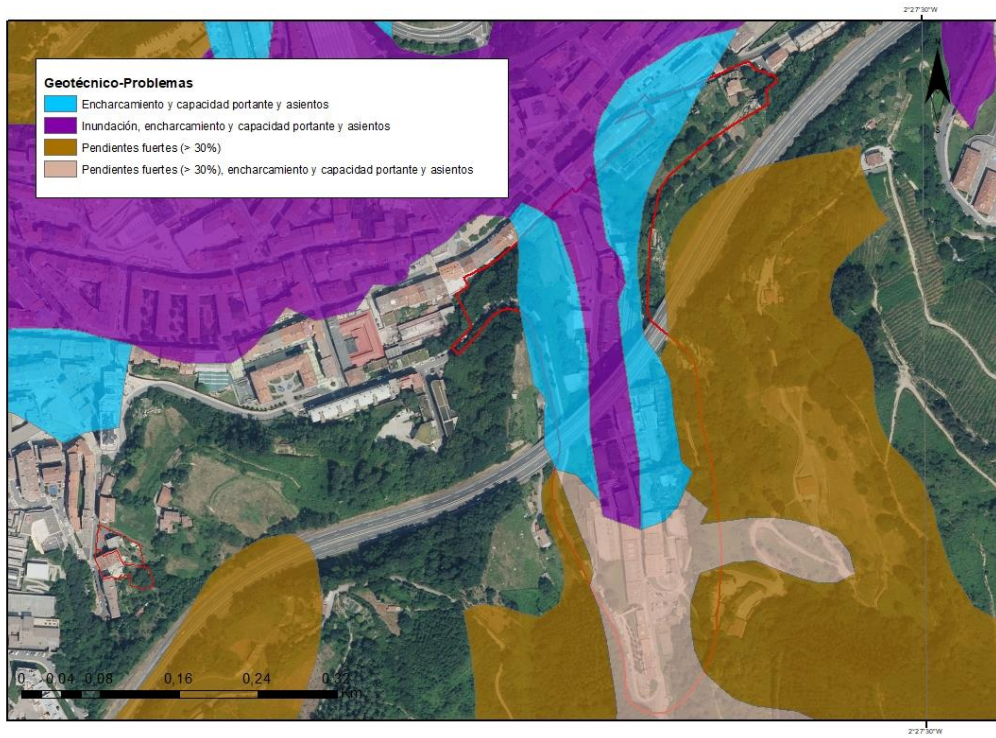 2°27'30"W
Geotécnico-Problemas
Encharcamiento y capacidad portante y asientos
Inundación, encharcamiento y capacidad portante y asientos
Pendientes fuertes (> 30%)
Pendientes fuertes (> 30%), encharcamiento y capacidad portante y asientos
0 0,04 0,08 0,16 0,24 0,32
Km
2°27'30"W